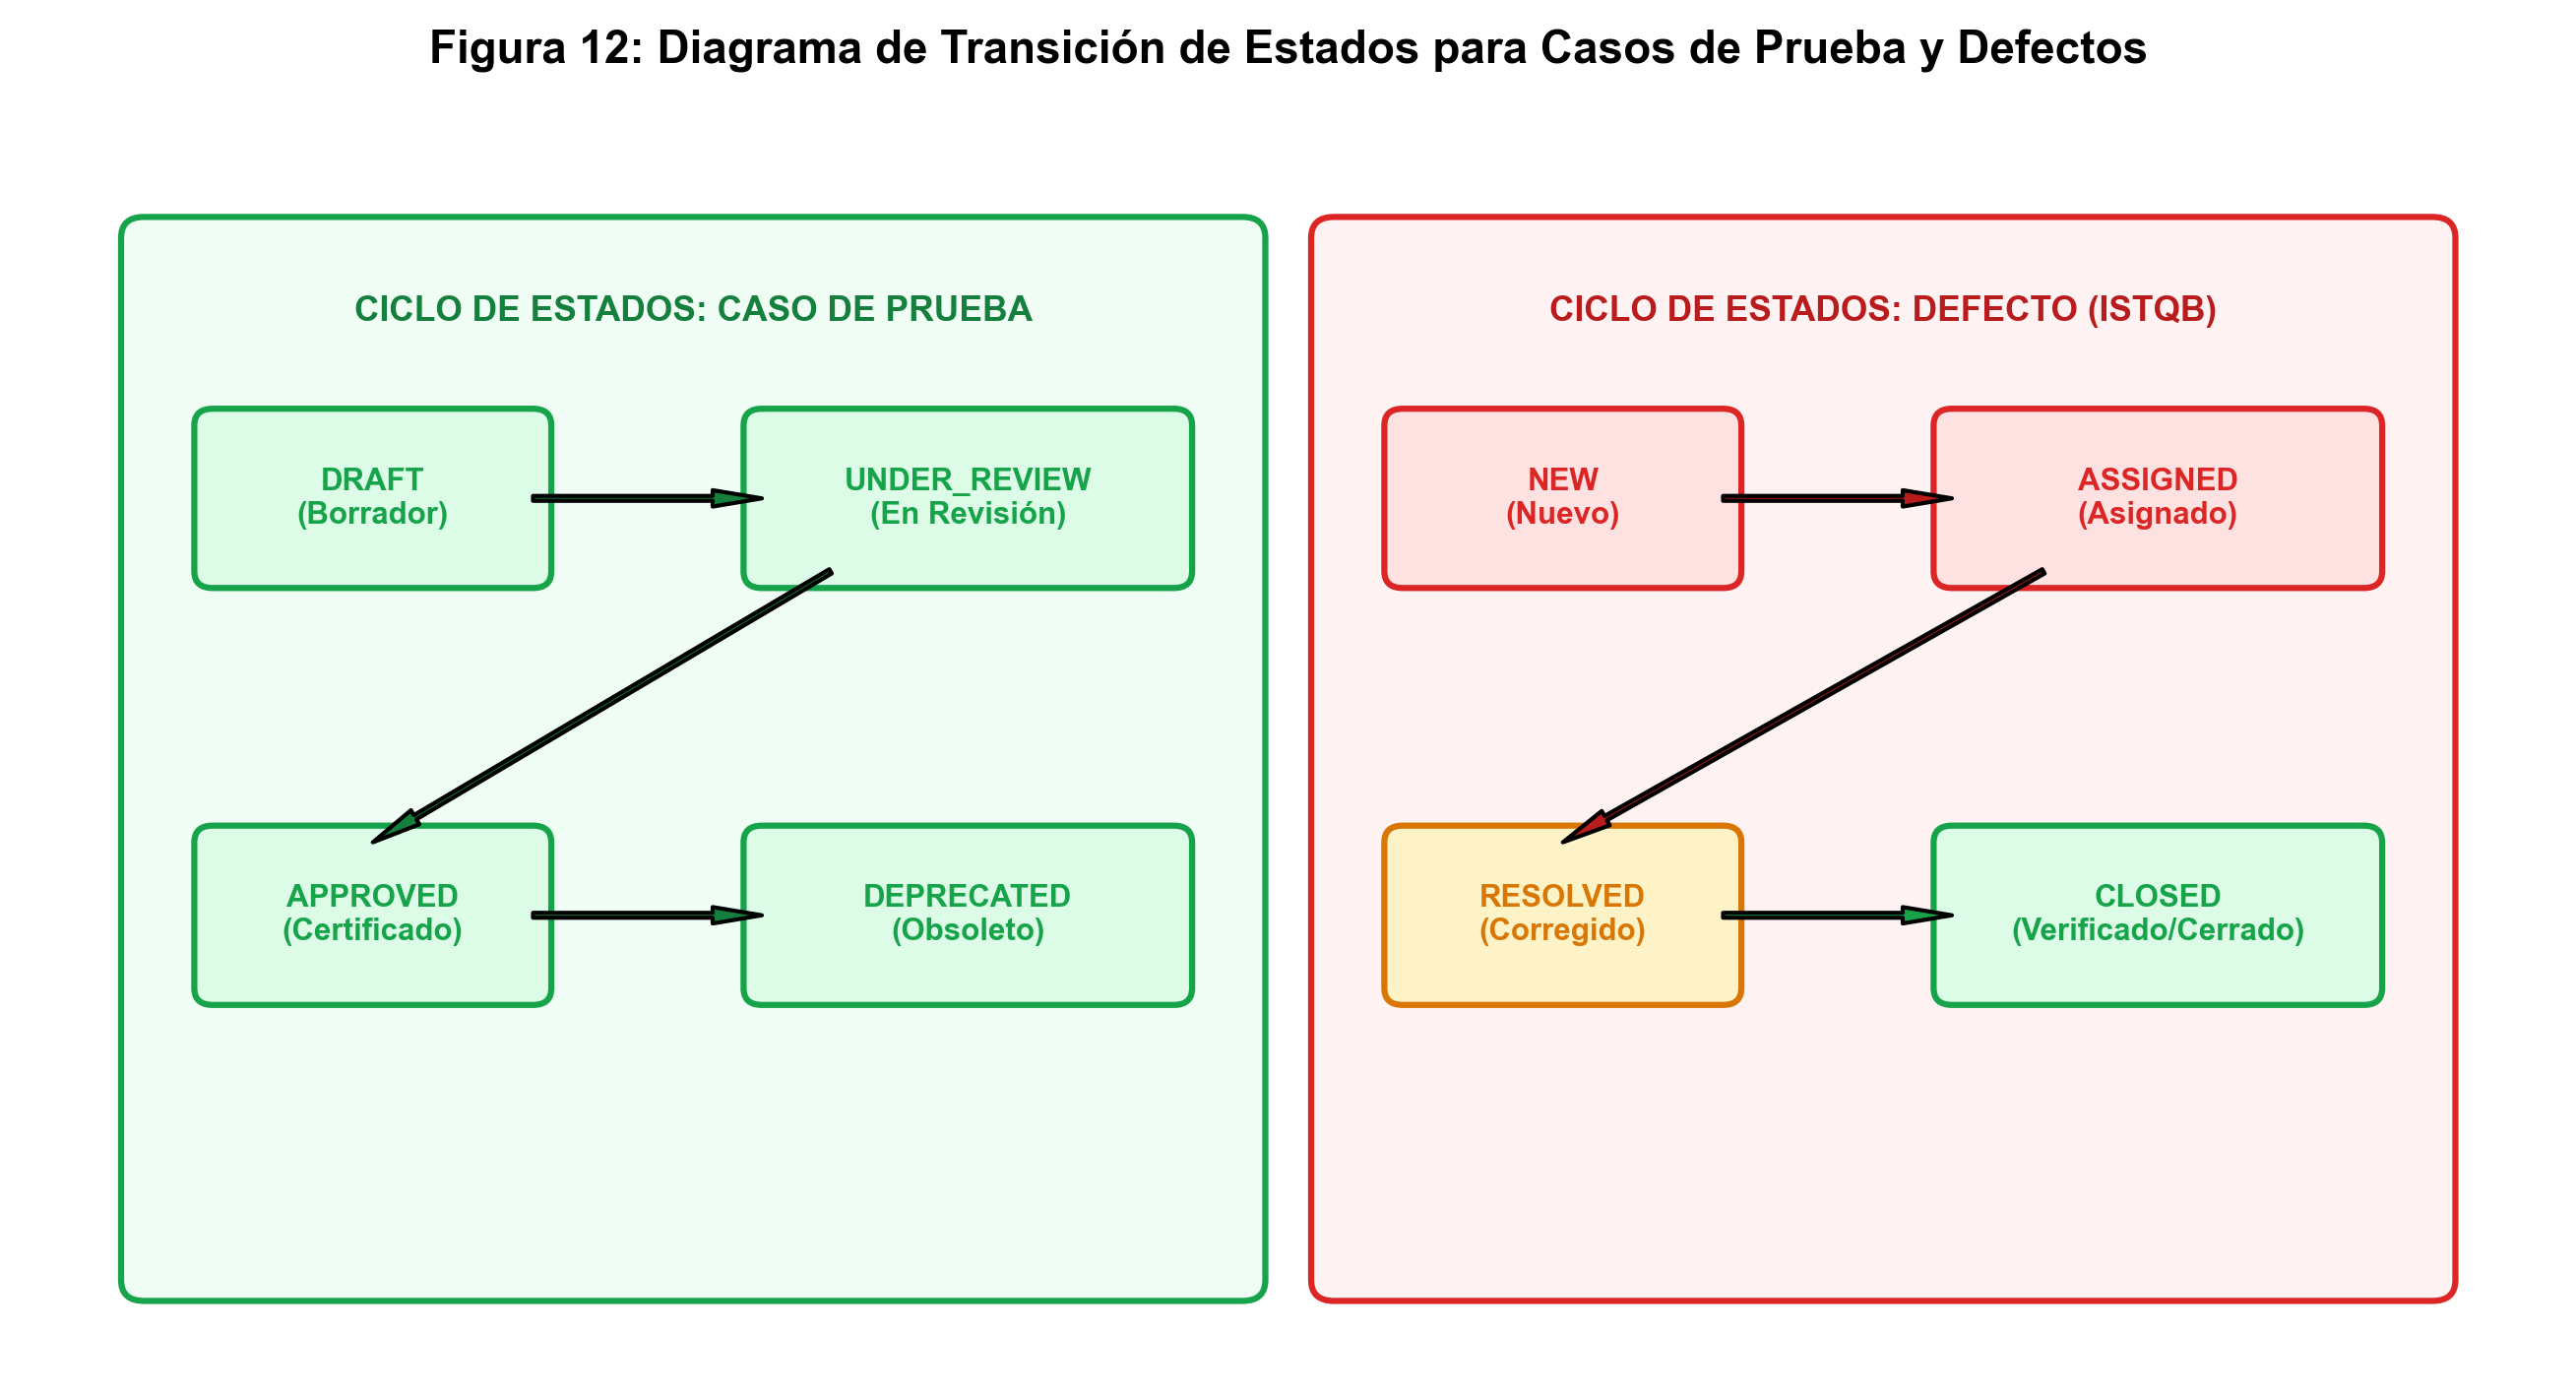 Figura 12: Diagrama de Transición de Estados para Casos de Prueba y Defectos
CICLO DE ESTADOS: CASO DE PRUEBA
DRAFT
(Borrador)
UNDER_REVIEW
(En Revisión)
APPROVED
(Certificado)
DEPRECATED
(Obsoleto)
CICLO DE ESTADOS: DEFECTO (ISTQB)
NEW
(Nuevo)
ASSIGNED
(Asignado)
RESOLVED
(Corregido)
CLOSED
(Verificado/Cerrado)